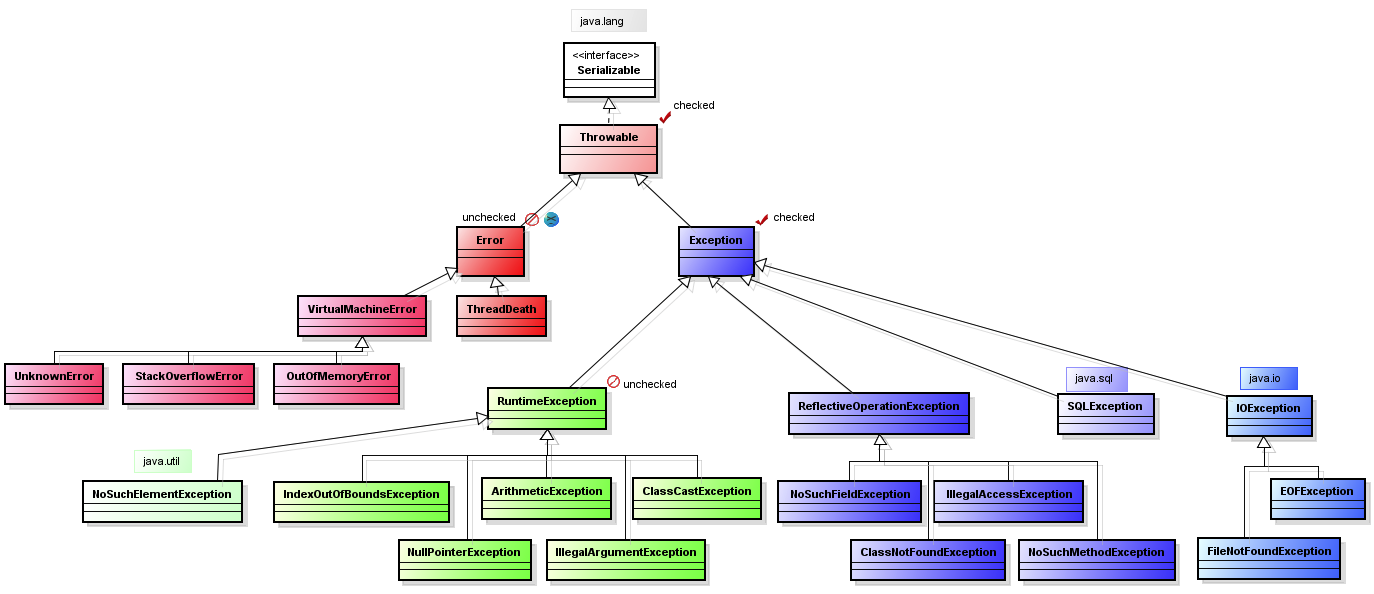 java.lang
<<interface>>
Serializable
checked
Throwable
unchecked
checked
Error
Exception
VirtualMachineError
ThreadDeath
UnknownError
StackOverflowError
OutOfMemoryError
unchecked
java.sql
java.io
RuntimeException
ReflectiveOperationException
SQLException
IOException
java.util
NoSuchElementException
IndexOutOfBoundsException
ArithmeticException
ClassCastException
NoSuchFieldException
IllegalAccessException
EOFException
NullPointerException
IllegalArgumentException
ClassNotFoundException
NoSuchMethodException
FileNotFoundException